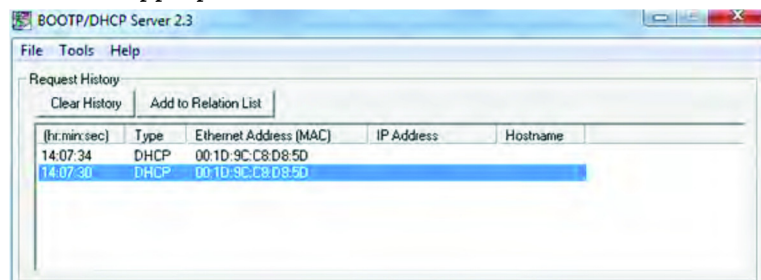 BOOTP/DHCP Server 2.3
File Tools Help
Request History
Clear History Add to Relation List
(hr:min:sec) Type Ethernet Address (MAC) IP Address Hostname
14:07:34 DHCP 00:1D:9C:C8:D8:5D
14:07:30 DHCP 00:1D:9C:C8:D8:5D